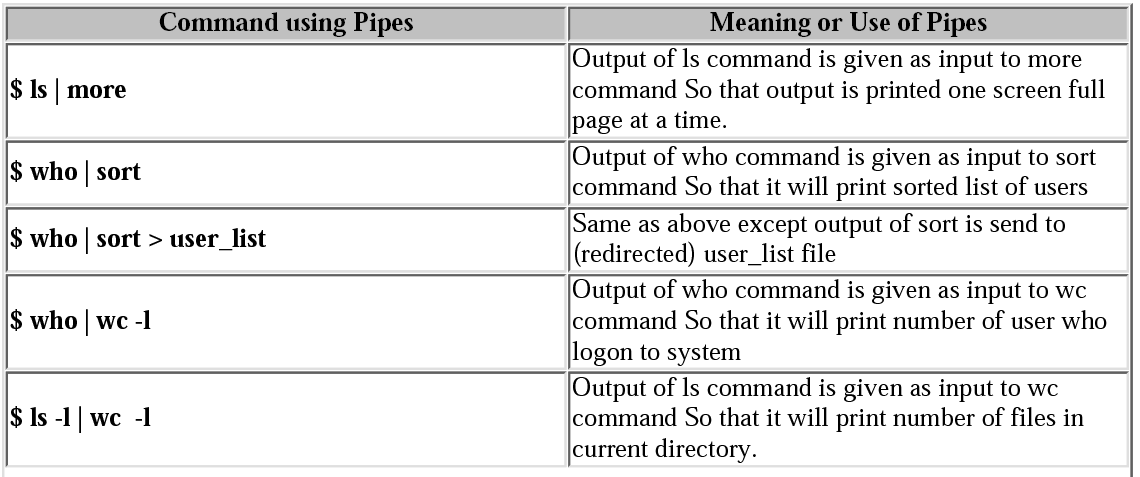 Command using Pipes
Meaning or Use of Pipes
$ ls | more
Output of ls command is given as input to more
command So that output is printed one screen full
page at a time.
$ who | sort
Output of who command is given as input to sort
command So that it will print sorted list of users
$ who | sort > user_list
Same as above except output of sort is send to
(redirected) user_list file
$ who | wc -l
Output of who command is given as input to wc
command So that it will print number of user who
logon to system
$ ls -l | wc  -l
Output of ls command is given as input to wc
command So that it will print number of files in
current directory.